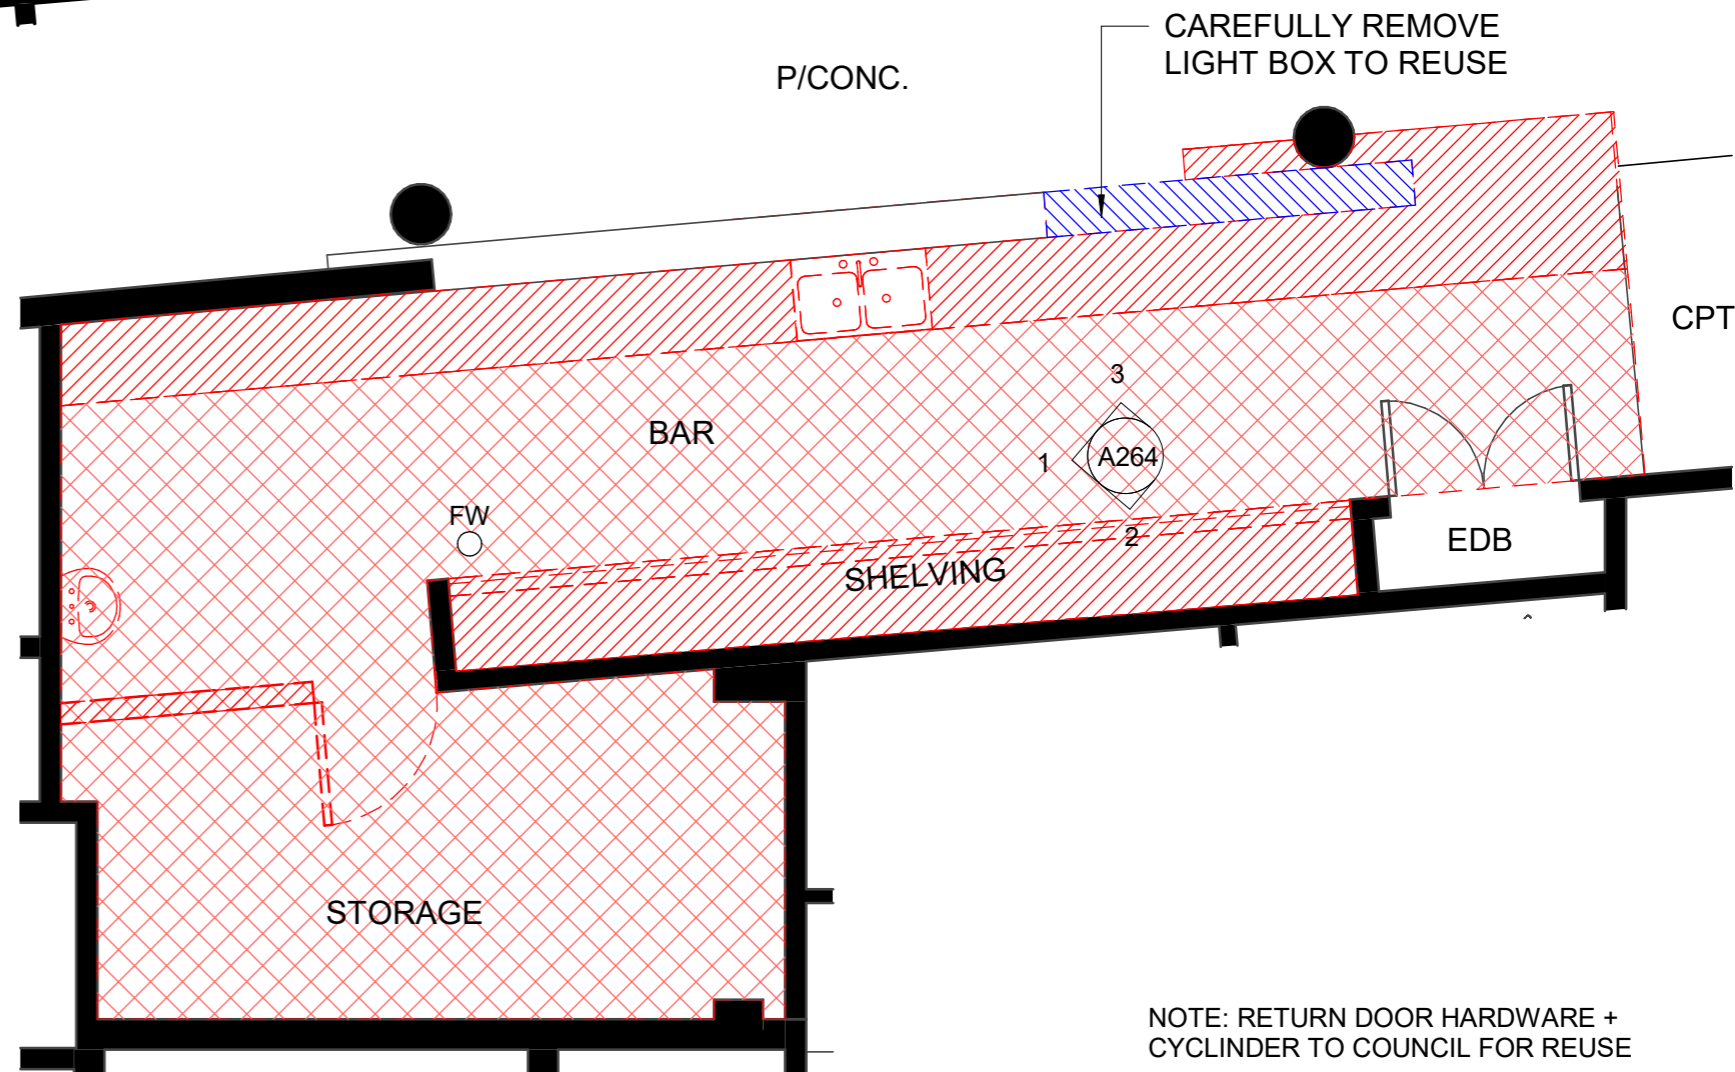 CAREFULLY REMOVE
LIGHT BOX TO REUSE
P/CONC.
CPT
3
BAR
1
A264
FW
2
EDB
SHELVING
STORAGE
NOTE: RETURN DOOR HARDWARE +
CYCLINDER TO COUNCIL FOR REUSE